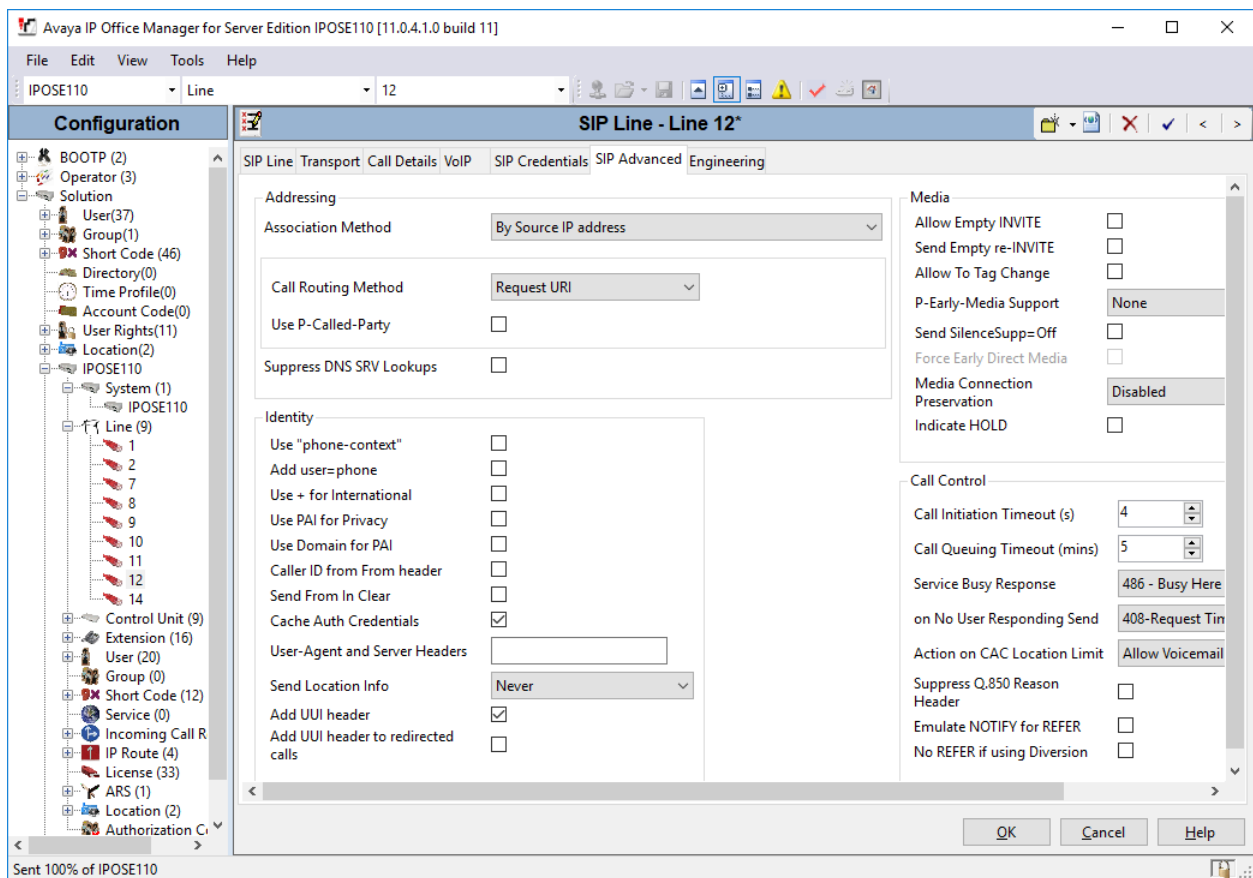 Avaya IP Office Manager for Server Edition IPOSE110 [11.0.4.1.0 build 11]
File Edit View Tools Help
IPOSE110 Line 12
Configuration
BOOTP (2)
Operator (3)
Solution
User(37)
Group(1)
Short Code (46)
Directory(0)
Time Profile(0)
Account Code(0)
User Rights(11)
Location(2)
IPOSE110
System (1)
IPOSE110
Line (9)
1
2
7
8
9
10
11
12
14
Control Unit (9)
Extension (16)
User (20)
Group (0)
Short Code (12)
Service (0)
Incoming Call R
IP Route (4)
License (33)
ARS (1)
Location (2)
Authorization C
SIP Line - Line 12*
SIP Line Transport Call Details VoIP SIP Credentials SIP Advanced Engineering
Addressing
Association Method By Source IP address
Call Routing Method Request URI
Use P-Called-Party
Suppress DNS SRV Lookups
Identity
Use "phone-context"
Add user=phone
Use + for International
Use PAI for Privacy
Use Domain for PAI
Caller ID from From header
Send From In Clear
Cache Auth Credentials
User-Agent and Server Headers
Send Location Info Never
Add UUI header
Add UUI header to redirected
calls
Media
Allow Empty INVITE
Send Empty re-INVITE
Allow To Tag Change
P-Early-Media Support None
Send SilenceSupp=Off
Force Early Direct Media
Media Connection
Preservation Disabled
Indicate HOLD
Call Control
Call Initiation Timeout (s) 4
Call Queuing Timeout (mins) 5
Service Busy Response 486 - Busy Here
on No User Responding Send 408-Request Tim
Action on CAC Location Limit Allow Voicemail
Suppress Q.850 Reason
Header
Emulate NOTIFY for REFER
No REFER if using Diversion
OK Cancel Help
Sent 100% of IPOSE110